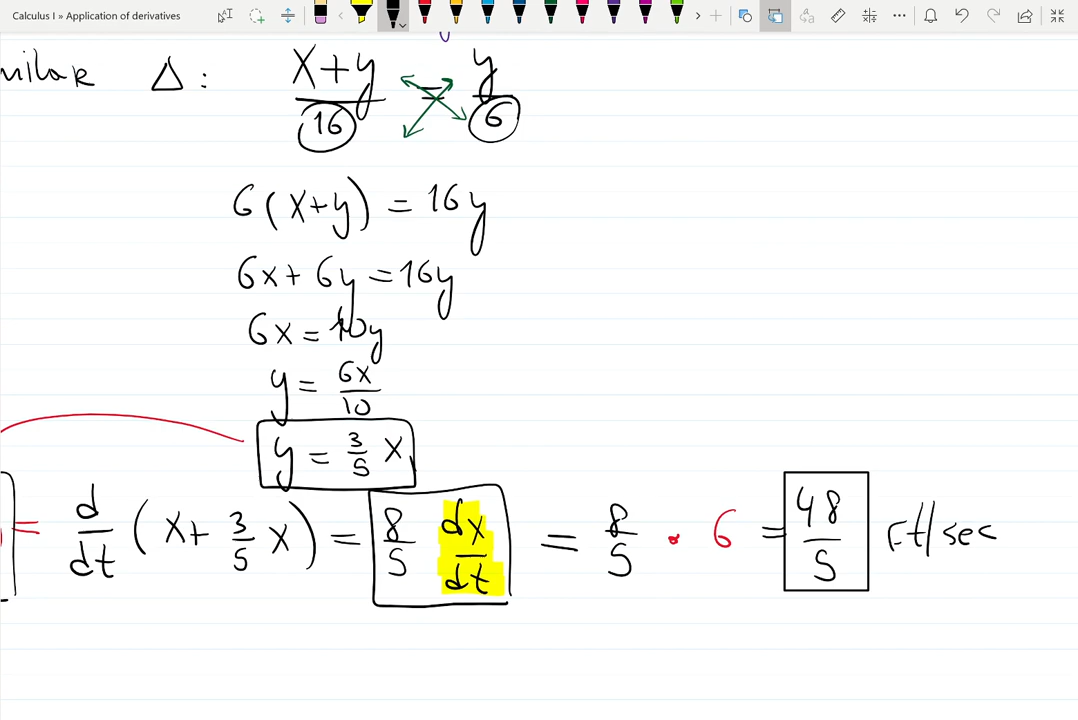 Calculus I » Application of derivatives
milar Δ: (x+y)/16 = y/6
6(x+y) = 16y
6x + 6y = 16y
6x = 10y
y = 6x/10
y = 3/5 x
= d/dt (x + 3/5 x) = 8/5 dx/dt = 8/5 · 6 = 48/5 ft/sec